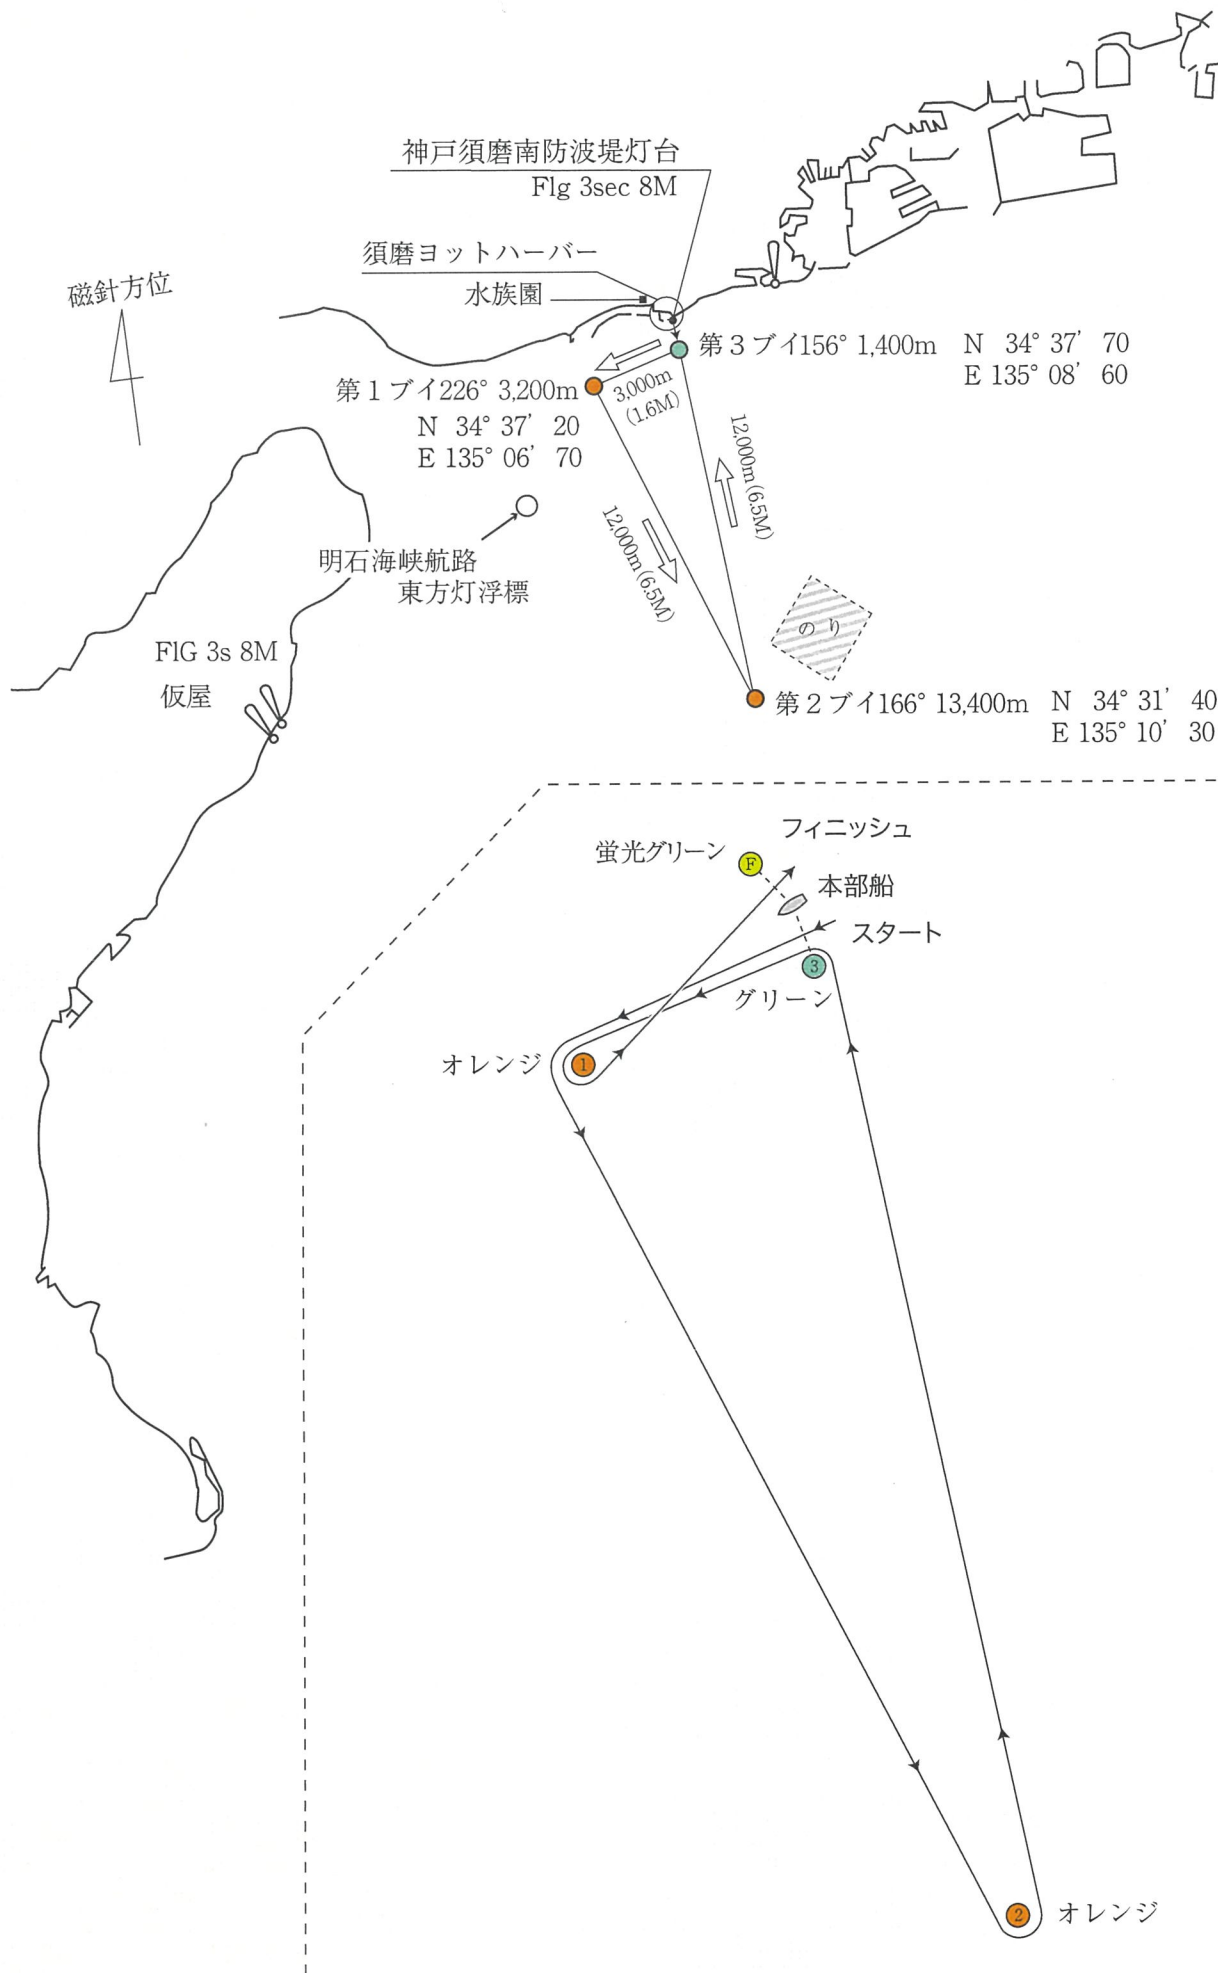 神戸須磨南防波堤灯台
Flg 3sec 8M
須磨ヨットハーバー
水族園
磁針方位
第3ブイ156° 1,400m N 34° 37’ 70
E 135° 08’ 60
第1ブイ226° 3,200m
N 34° 37’ 20
E 135° 06’ 70
3,000m
(1.6M)
12,000m(6.5M)
12,000m(6.5M)
明石海峡航路
東方灯浮標
のり
FlG 3s 8M
仮屋
第2ブイ166° 13,400m N 34° 31’ 40
E 135° 10’ 30
フィニッシュ
蛍光グリーン
F
本部船
スタート
3
グリーン
オレンジ
1
2
オレンジ